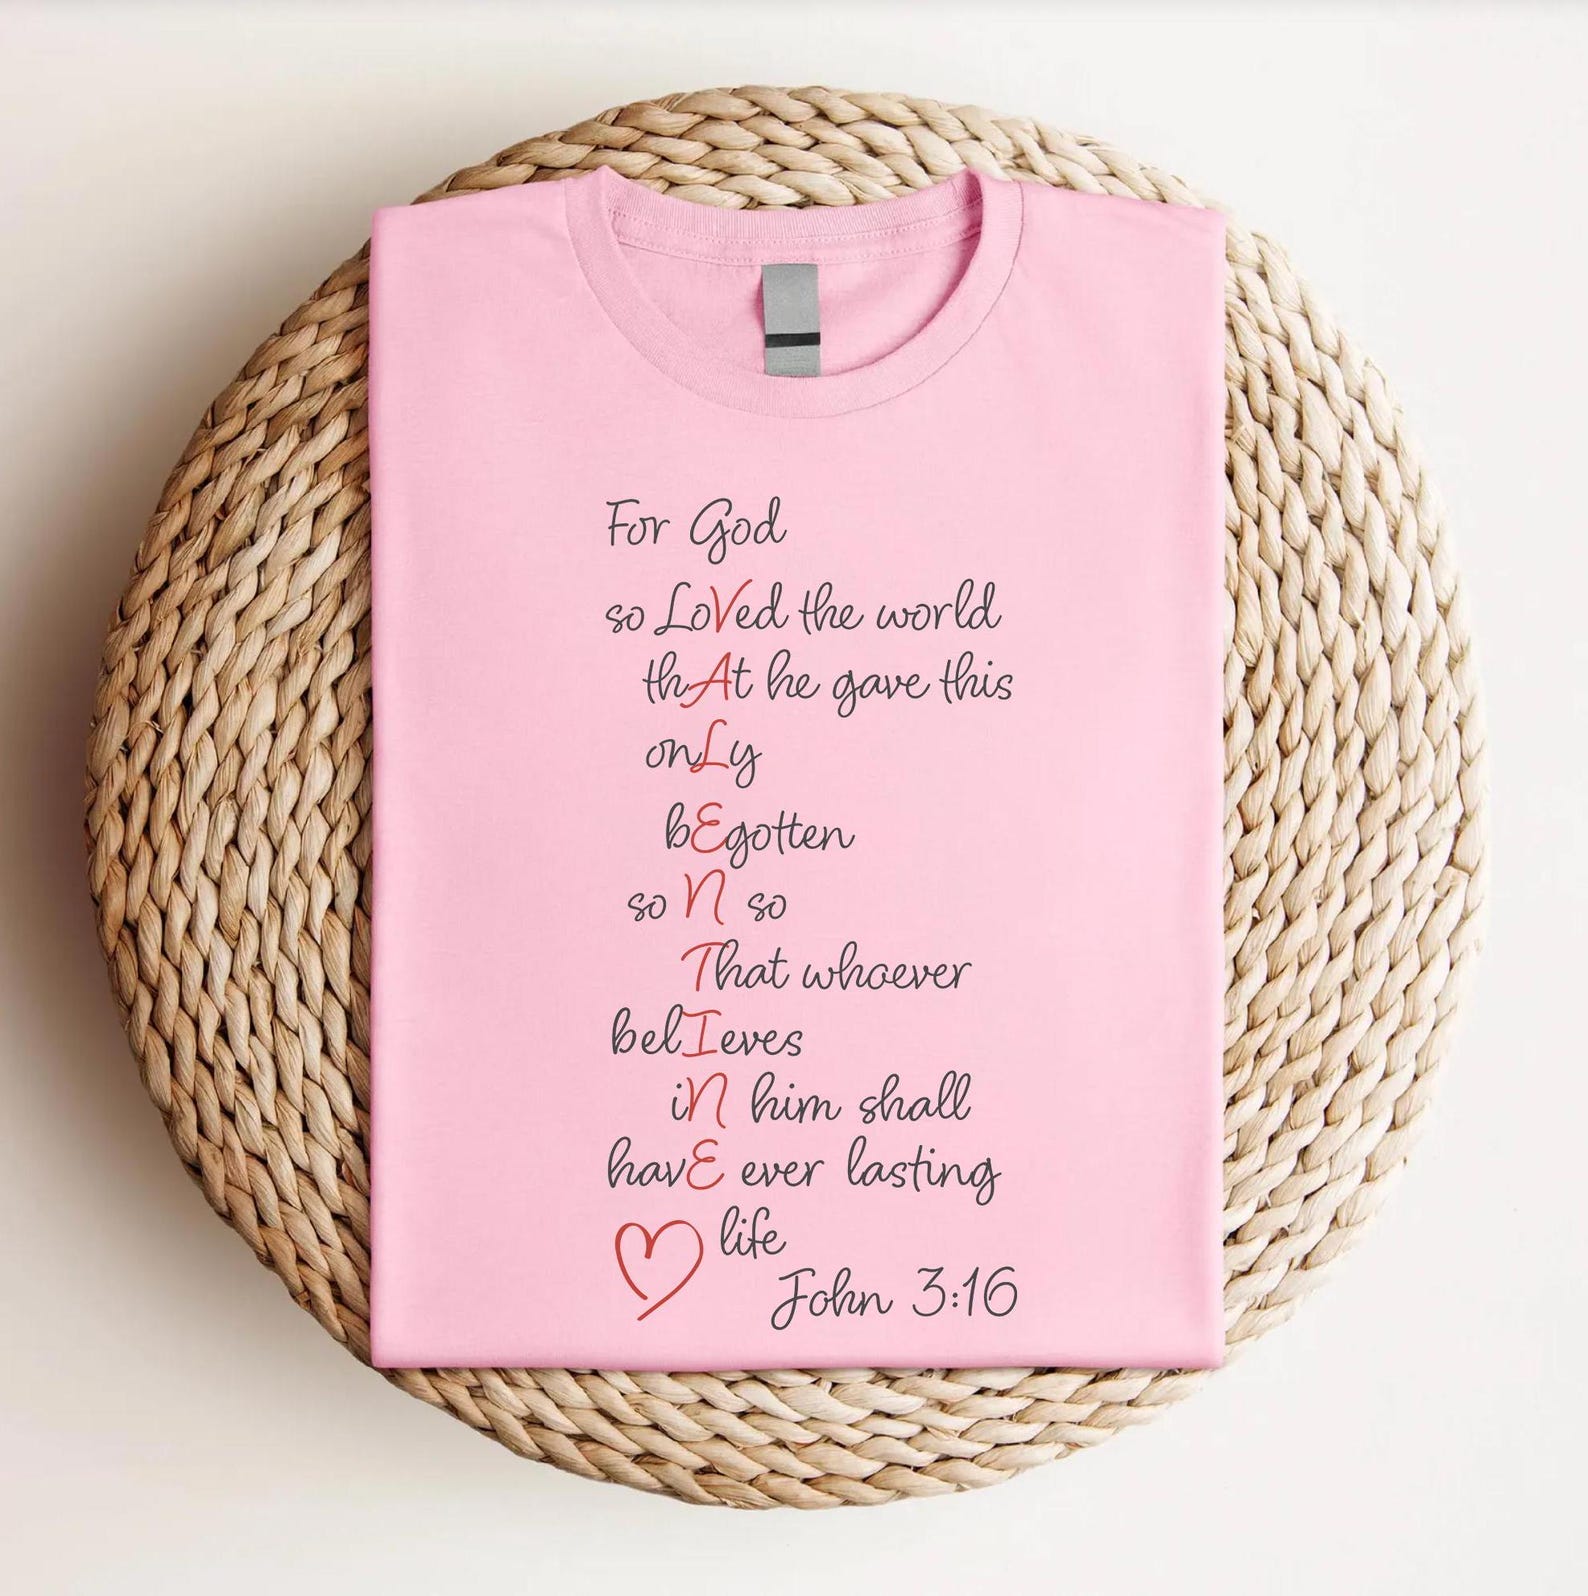 For God
so LoVed the world
thAt he gave this
onLy
bEgotten
so N so
That whoever
belIeves
iN him shall
havE ever lasting
life
John 3:16